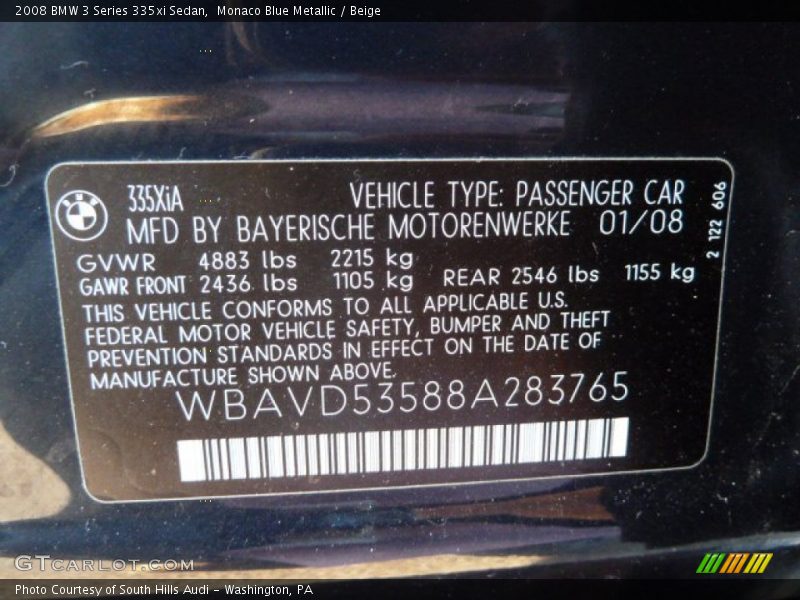 2008 BMW 3 Series 335xi Sedan, Monaco Blue Metallic / Beige
335XiA VEHICLE TYPE: PASSENGER CAR
MFD BY BAYERISCHE MOTORENWERKE 01/08
GVWR 4883 lbs 2215 kg
GAWR FRONT 2436 lbs 1105 kg REAR 2546 lbs 1155 kg
THIS VEHICLE CONFORMS TO ALL APPLICABLE U.S.
FEDERAL MOTOR VEHICLE SAFETY, BUMPER AND THEFT
PREVENTION STANDARDS IN EFFECT ON THE DATE OF
MANUFACTURE SHOWN ABOVE.
WBAVD53588A283765
2 122 606
GTCARLOT.COM
Photo Courtesy of South Hills Audi - Washington, PA